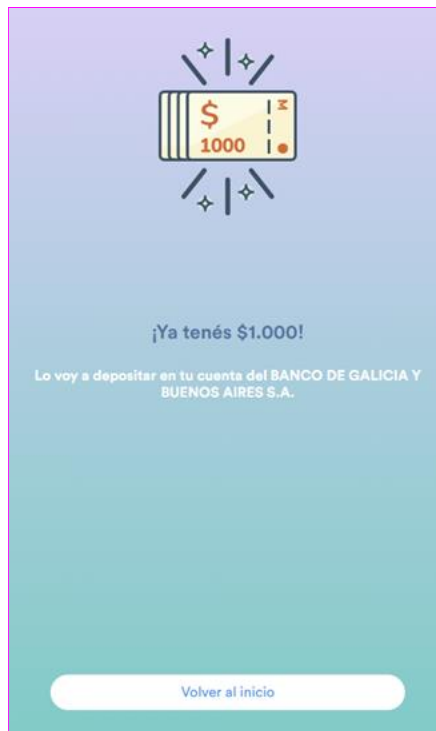 $
1000
M
¡Ya tenés $1.000!
Lo voy a depositar en tu cuenta del BANCO DE GALICIA Y
BUENOS AIRES S.A.
Volver al inicio